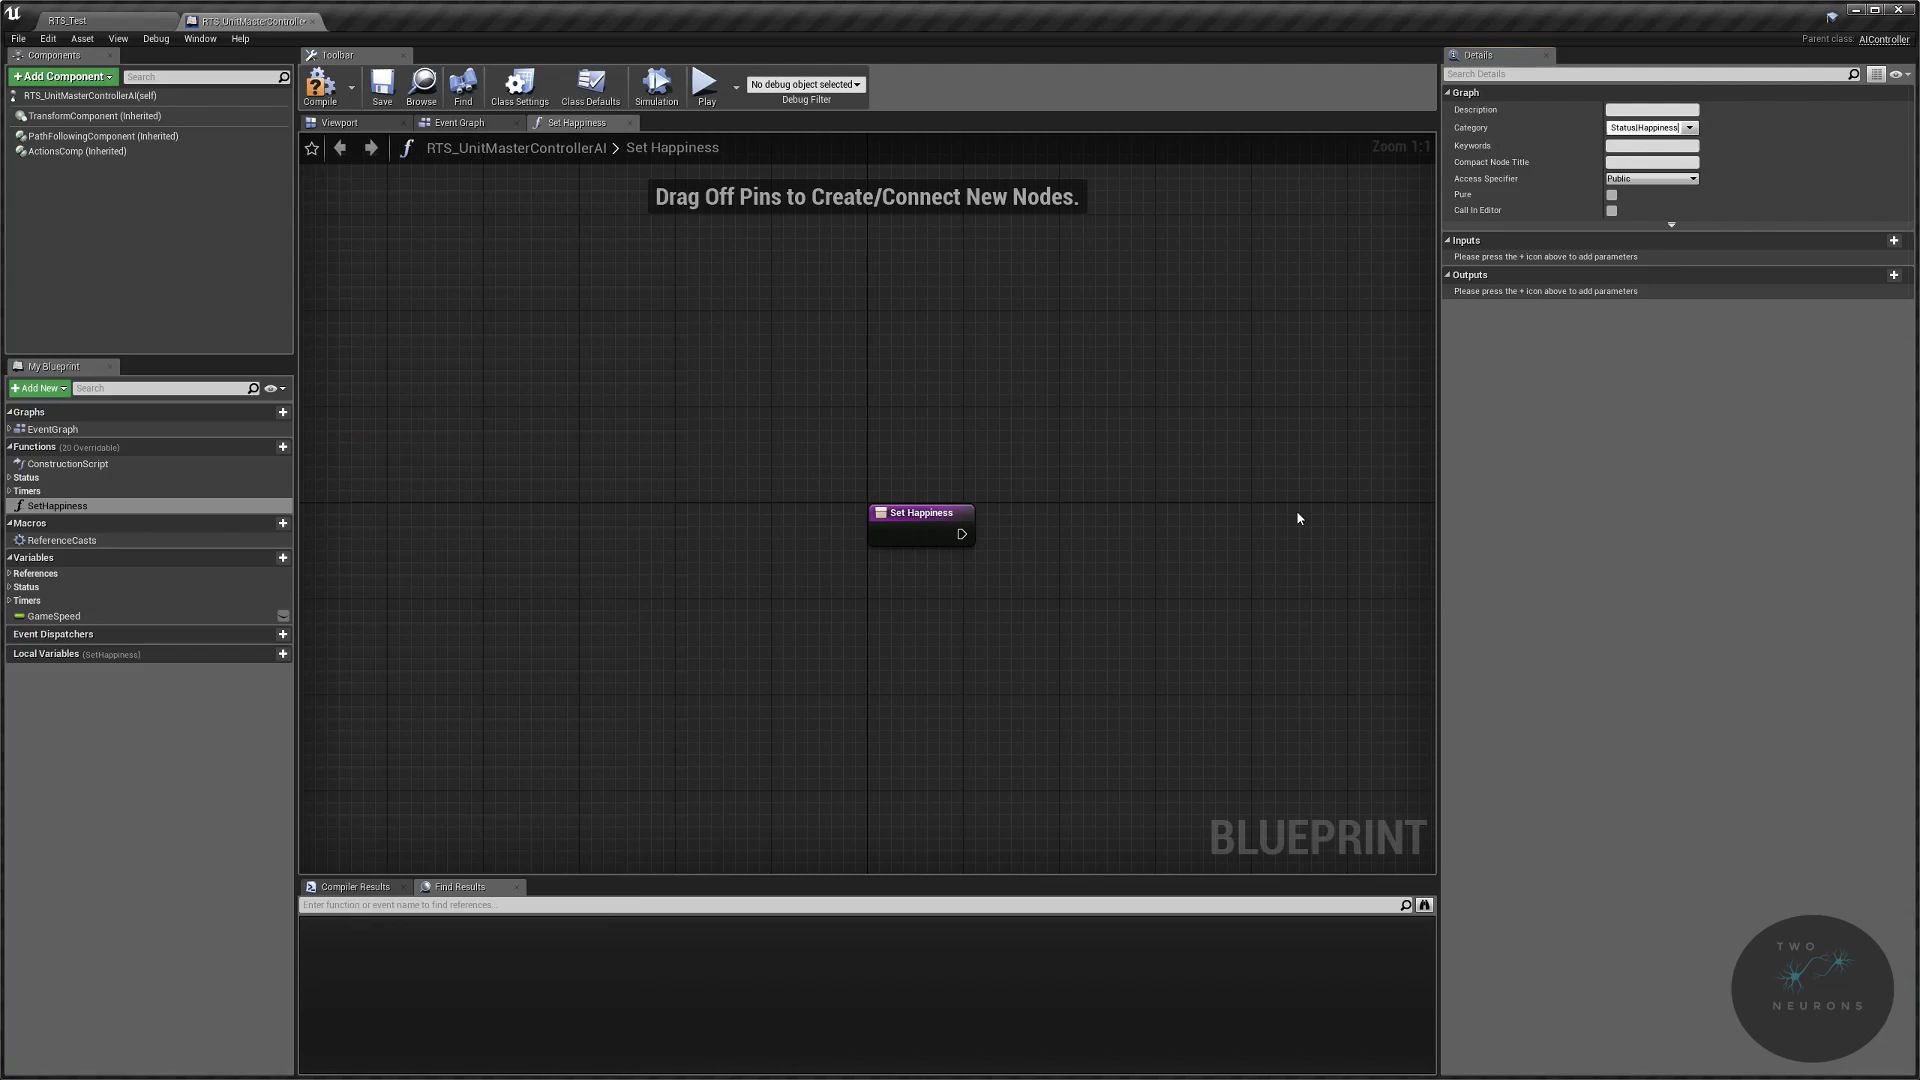 RTS_Test
RTS_UnitMasterController
File Edit Asset View Debug Window Help
Parent class: AIController
Components
+ Add Component
Search
RTS_UnitMasterControllerAI(self)
TransformComponent (Inherited)
PathFollowingComponent (Inherited)
ActionsComp (Inherited)
My Blueprint
+ Add New
Search
Graphs
EventGraph
Functions (20 Overridable)
ConstructionScript
Status
Timers
SetHappiness
Macros
ReferenceCasts
Variables
References
Status
Timers
GameSpeed
Event Dispatchers
Local Variables (SetHappiness)
Toolbar
Compile
Save
Browse
Find
Class Settings
Class Defaults
Simulation
Play
No debug object selected
Debug Filter
Viewport
Event Graph
Set Happiness
RTS_UnitMasterControllerAI > Set Happiness
Zoom 1:1
Drag Off Pins to Create/Connect New Nodes.
Set Happiness
BLUEPRINT
Compiler Results
Find Results
Enter function or event name to find references...
Details
Search Details
Graph
Description
Category Status|Happiness
Keywords
Compact Node Title
Access Specifier Public
Pure
Call In Editor
Inputs
Please press the + icon above to add parameters
Outputs
Please press the + icon above to add parameters
TWO
NEURONS